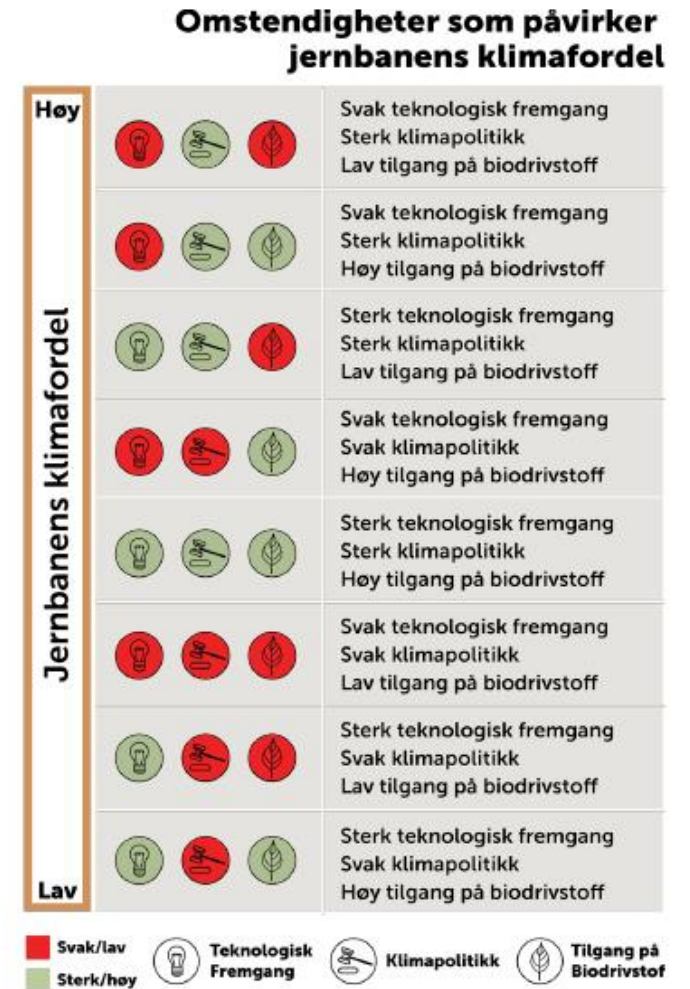 Omstendigheter som påvirker
jernbanens klimafordel
Høy
Jernbanens klimafordel
Lav
Svak teknologisk fremgang
Sterk klimapolitikk
Lav tilgang på biodrivstoff
Svak teknologisk fremgang
Sterk klimapolitikk
Høy tilgang på biodrivstoff
Sterk teknologisk fremgang
Sterk klimapolitikk
Lav tilgang på biodrivstoff
Svak teknologisk fremgang
Svak klimapolitikk
Høy tilgang på biodrivstoff
Sterk teknologisk fremgang
Sterk klimapolitikk
Høy tilgang på biodrivstoff
Svak teknologisk fremgang
Svak klimapolitikk
Lav tilgang på biodrivstoff
Sterk teknologisk fremgang
Svak klimapolitikk
Lav tilgang på biodrivstoff
Sterk teknologisk fremgang
Svak klimapolitikk
Høy tilgang på biodrivstoff
Svak/lav
Sterk/høy
Teknologisk
Fremgang
Klimapolitikk
Tilgang på
Biodrivstof